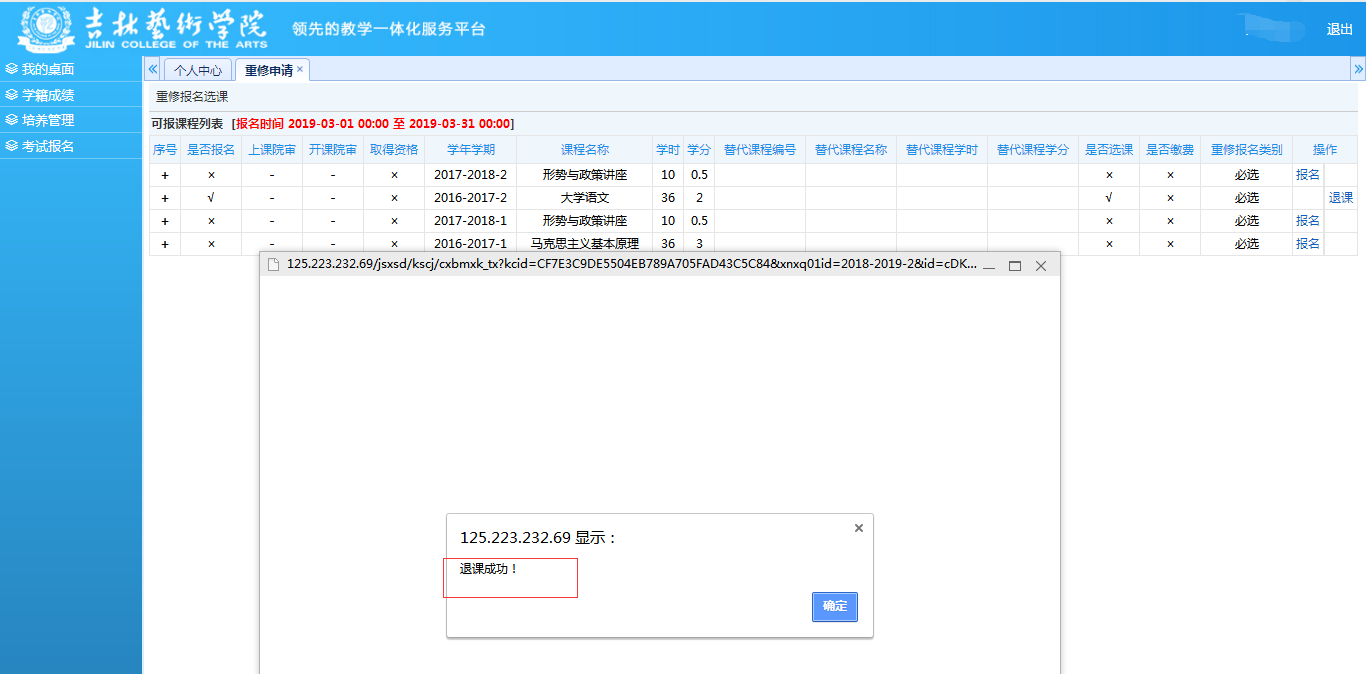 吉林藝術学院
JILIN COLLEGE OF THE ARTS
领先的教学一体化服务平台
退出
我的桌面
学籍成绩
培养管理
考试报名
« 个人中心 重修申请 × »
重修报名选课
可报课程列表 [报名时间 2019-03-01 00:00 至 2019-03-31 00:00]
序号 是否报名 上课院审 开课院审 取得资格 学年学期 课程名称 学时 学分 替代课程编号 替代课程名称 替代课程学时 替代课程学分 是否选课 是否缴费 重修报名类别 操作
+ × - - × 2017-2018-2 形势与政策讲座 10 0.5 × × 必选 报名
+ √ - - × 2016-2017-2 大学语文 36 2 √ × 必选 退课
+ × - - × 2017-2018-1 形势与政策讲座 10 0.5 × × 必选 报名
+ × - - × 2016-2017-1 马克思主义基本原理 36 3 × × 必选 报名
125.223.232.69/jsxsd/kscj/cxbmxk_tx?kcid=CF7E3C9DE5504EB789A705FAD43C5C84&xnxq01id=2018-2019-2&id=cDK...
125.223.232.69 显示：
退课成功！
确定